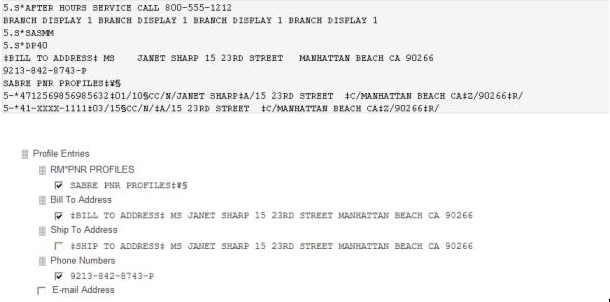 5.S*AFTER HOURS SERVICE CALL 800-555-1212
BRANCH DISPLAY 1 BRANCH DISPLAY 1 BRANCH DISPLAY 1 BRANCH DISPLAY 1
5.S*SASMM
5.S*DP40
‡BILL TO ADDRESS‡ MS JANET SHARP 15 23RD STREET MANHATTAN BEACH CA 90266
9213-842-8743-P
SABRE PNR PROFILES‡¥§
5-*4712569856985632‡01/10§CC/N/JANET SHARP‡A/15 23RD STREET ‡C/MANHATTAN BEACH CA‡Z/90266‡R/
5-*41-XXXX-1111‡03/15§CC/N/‡A/15 23RD STREET ‡C/MANHATTAN BEACH CA‡Z/90266‡R/
Profile Entries
RM*PNR PROFILES
SABRE PNR PROFILES‡¥§
Bill To Address
‡BILL TO ADDRESS‡ MS JANET SHARP 15 23RD STREET MANHATTAN BEACH CA 90266
Ship To Address
‡SHIP TO ADDRESS‡ MS JANET SHARP 15 23RD STREET MANHATTAN BEACH CA 90266
Phone Numbers
9213-842-8743-P
E-mail Address